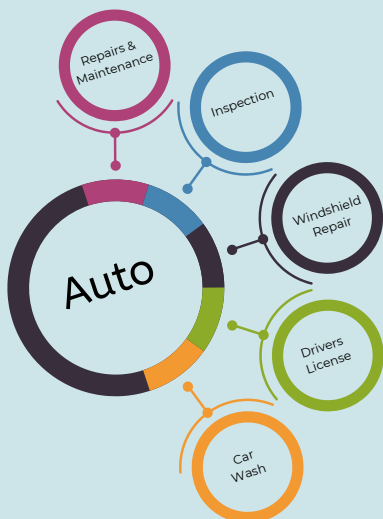 Repairs &
Maintenance
Inspection
Windshield
Repair
Auto
Drivers
License
Car
Wash